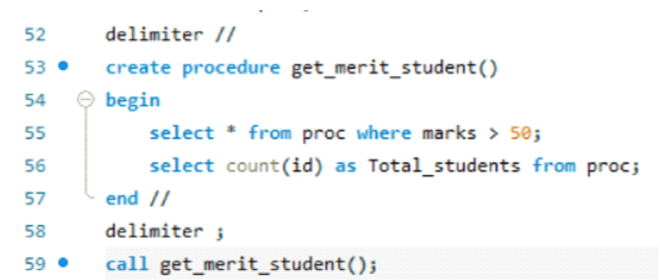 52 delimiter //
53 create procedure get_merit_student()
54 begin
55 select * from proc where marks > 50;
56 select count(id) as Total_students from proc;
57 end //
58 delimiter ;
59 call get_merit_student();